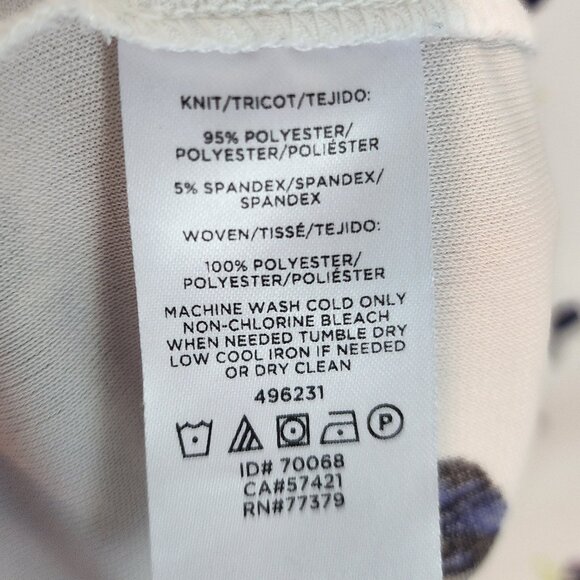 KNIT/TRICOT/TEJIDO:
95% POLYESTER/
POLYESTER/POLIÉSTER
5% SPANDEX/SPANDEX/
SPANDEX
WOVEN/TISSÉ/TEJIDO:
100% POLYESTER/
POLYESTER/POLIÉSTER
MACHINE WASH COLD ONLY
NON-CHLORINE BLEACH
WHEN NEEDED TUMBLE DRY
LOW COOL IRON IF NEEDED
OR DRY CLEAN
496231
P
ID# 70068
CA#57421
RN#77379